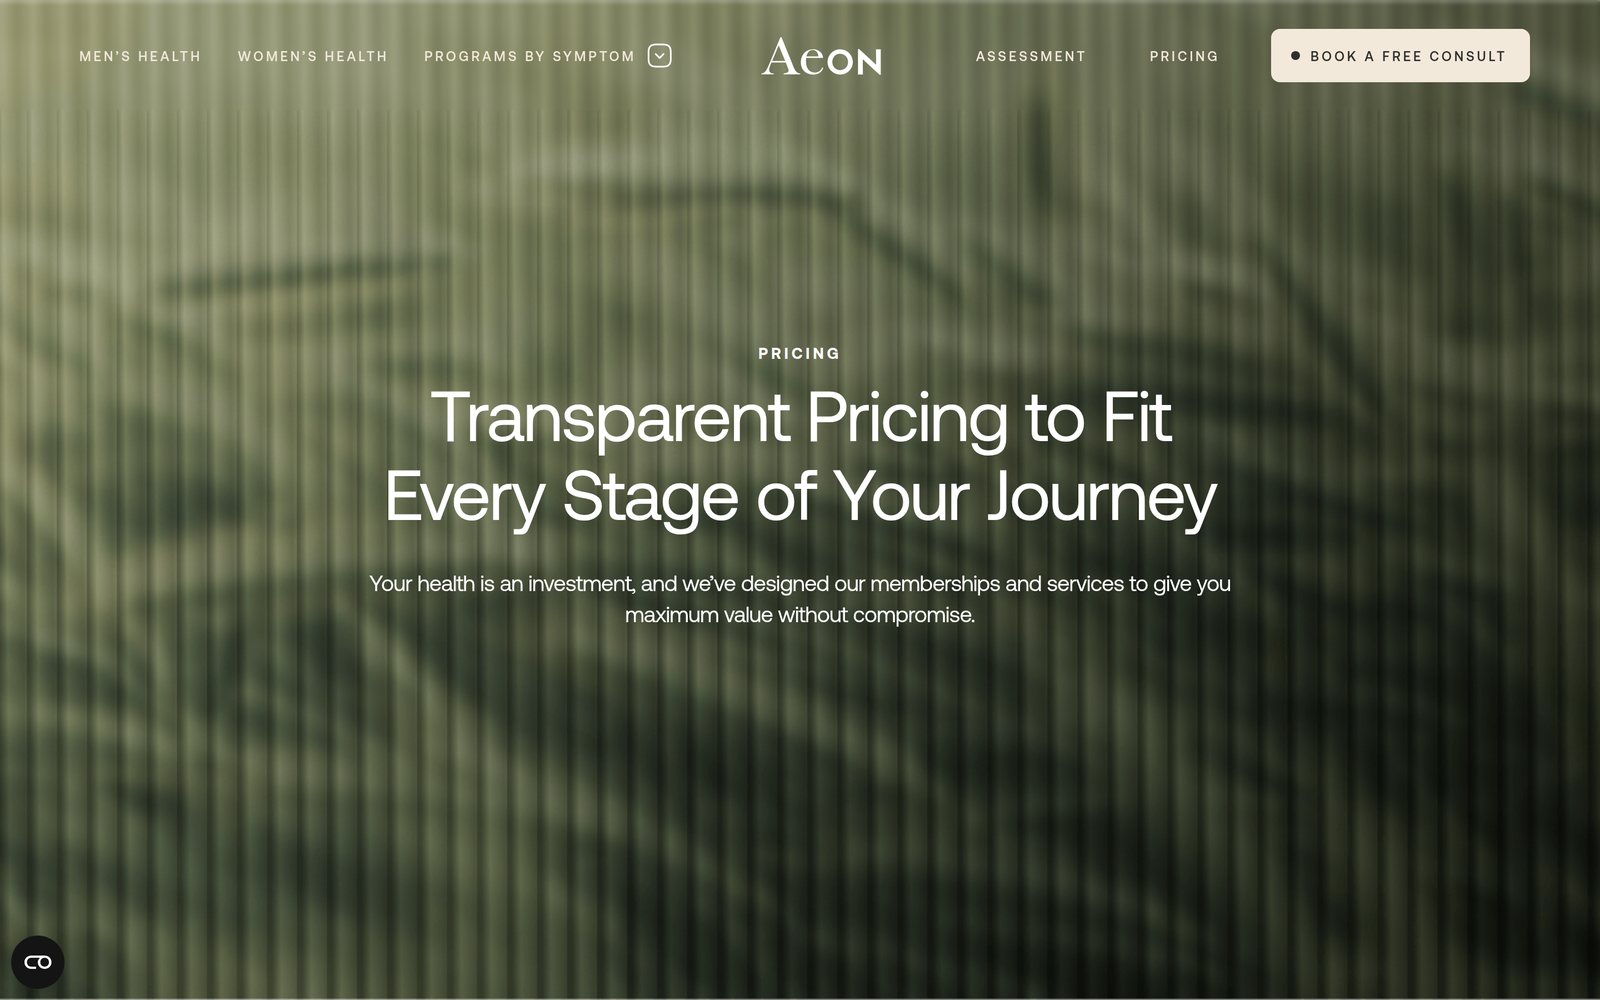 MEN’S HEALTH
WOMEN’S HEALTH
PROGRAMS BY SYMPTOM
AeON
ASSESSMENT
PRICING
BOOK A FREE CONSULT
PRICING
Transparent Pricing to Fit
Every Stage of Your Journey
Your health is an investment, and we’ve designed our memberships and services to give you
maximum value without compromise.